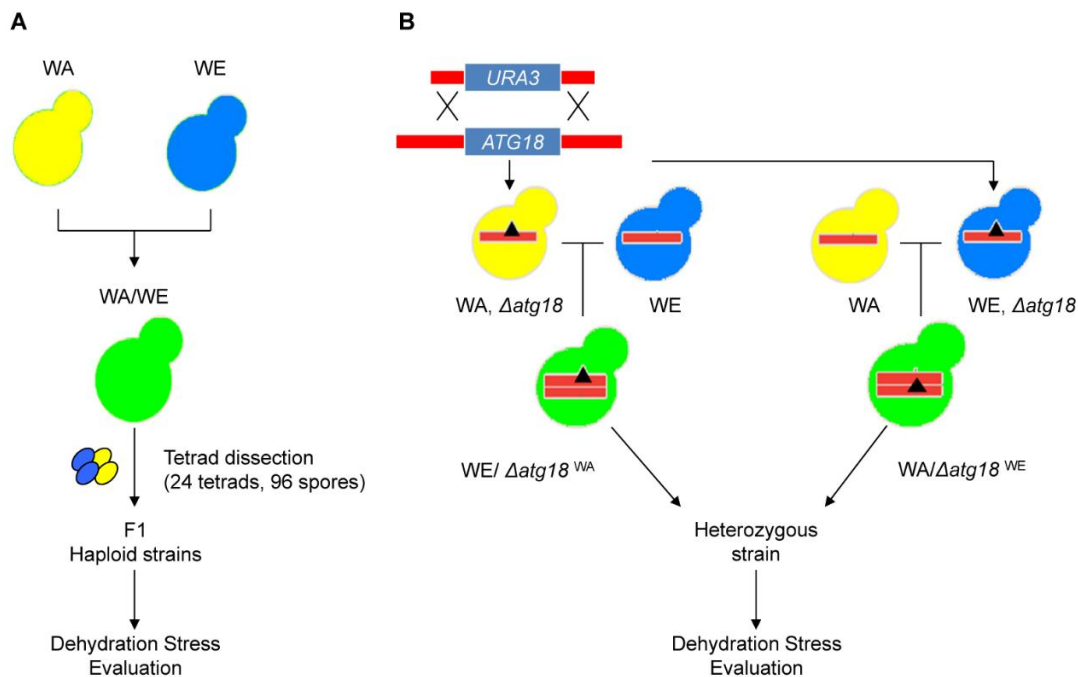 A
WA
WE
WA/WE
Tetrad dissection
(24 tetrads, 96 spores)
F1
Haploid strains
Dehydration Stress
Evaluation
B
URA3
ATG18
WA, Δatg18
WE
WA
WE, Δatg18
WE/ Δatg18 WA
WA/Δatg18 WE
Heterozygous
strain
Dehydration Stress
Evaluation